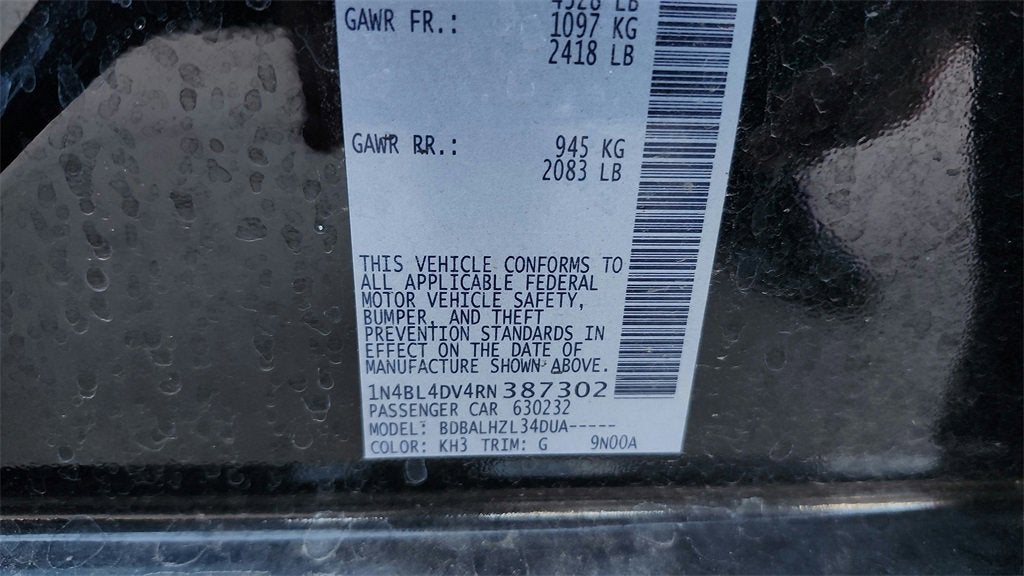 4528 LB
GAWR FR.: 1097 KG
2418 LB
GAWR RR.: 945 KG
2083 LB
THIS VEHICLE CONFORMS TO
ALL APPLICABLE FEDERAL
MOTOR VEHICLE SAFETY,
BUMPER, AND THEFT
PREVENTION STANDARDS IN
EFFECT ON THE DATE OF
MANUFACTURE SHOWN ABOVE.
1N4BL4DV4RN387302
PASSENGER CAR 630232
MODEL: BDBALHZL34DUA-----
COLOR: KH3 TRIM: G 9N00A